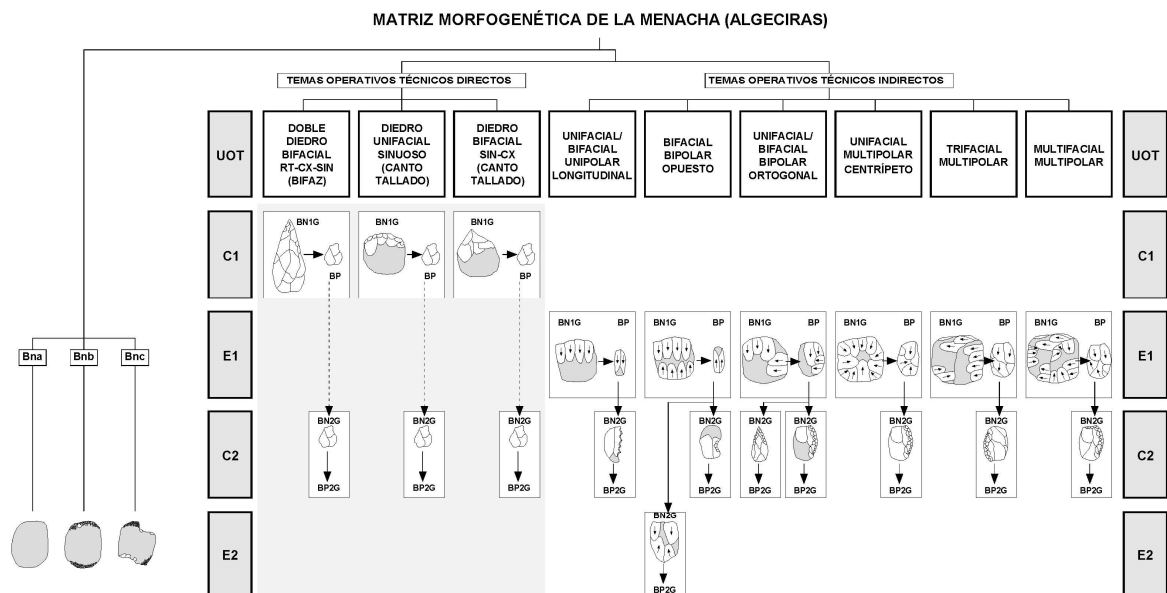 MATRIZ MORFOGENÉTICA DE LA MENACHA (ALGECIRAS)
TEMAS OPERATIVOS TÉCNICOS DIRECTOS
TEMAS OPERATIVOS TÉCNICOS INDIRECTOS
UOT
DOBLE
DIEDRO
BIFACIAL
RT-CX-SIN
(BIFAZ)
DIEDRO
UNIFACIAL
SINUOSO
(CANTO
TALLADO)
DIEDRO
BIFACIAL
SIN-CX
(CANTO
TALLADO)
UNIFACIAL/
BIFACIAL
UNIPOLAR
LONGITUDINAL
BIFACIAL
BIPOLAR
OPUESTO
UNIFACIAL/
BIFACIAL
BIPOLAR
ORTOGONAL
UNIFACIAL
MULTIPOLAR
CENTRÍPETO
TRIFACIAL
MULTIPOLAR
MULTIFACIAL
MULTIPOLAR
UOT
C1
BN1G
BP
BN1G
BP
BN1G
BP
C1
Bna
Bnb
Bnc
E1
BN1G BP
BN1G BP
BN1G BP
BN1G BP
BN1G BP
BN1G BP
E1
C2
BN2G
BP2G
BN2G
BP2G
BN2G
BP2G
BN2G
BP2G
BN2G
BP2G
BN2G
BP2G
BN2G
BP2G
BN2G
BP2G
BN2G
BP2G
BN2G
BP2G
C2
E2
BN2G
BP2G
E2